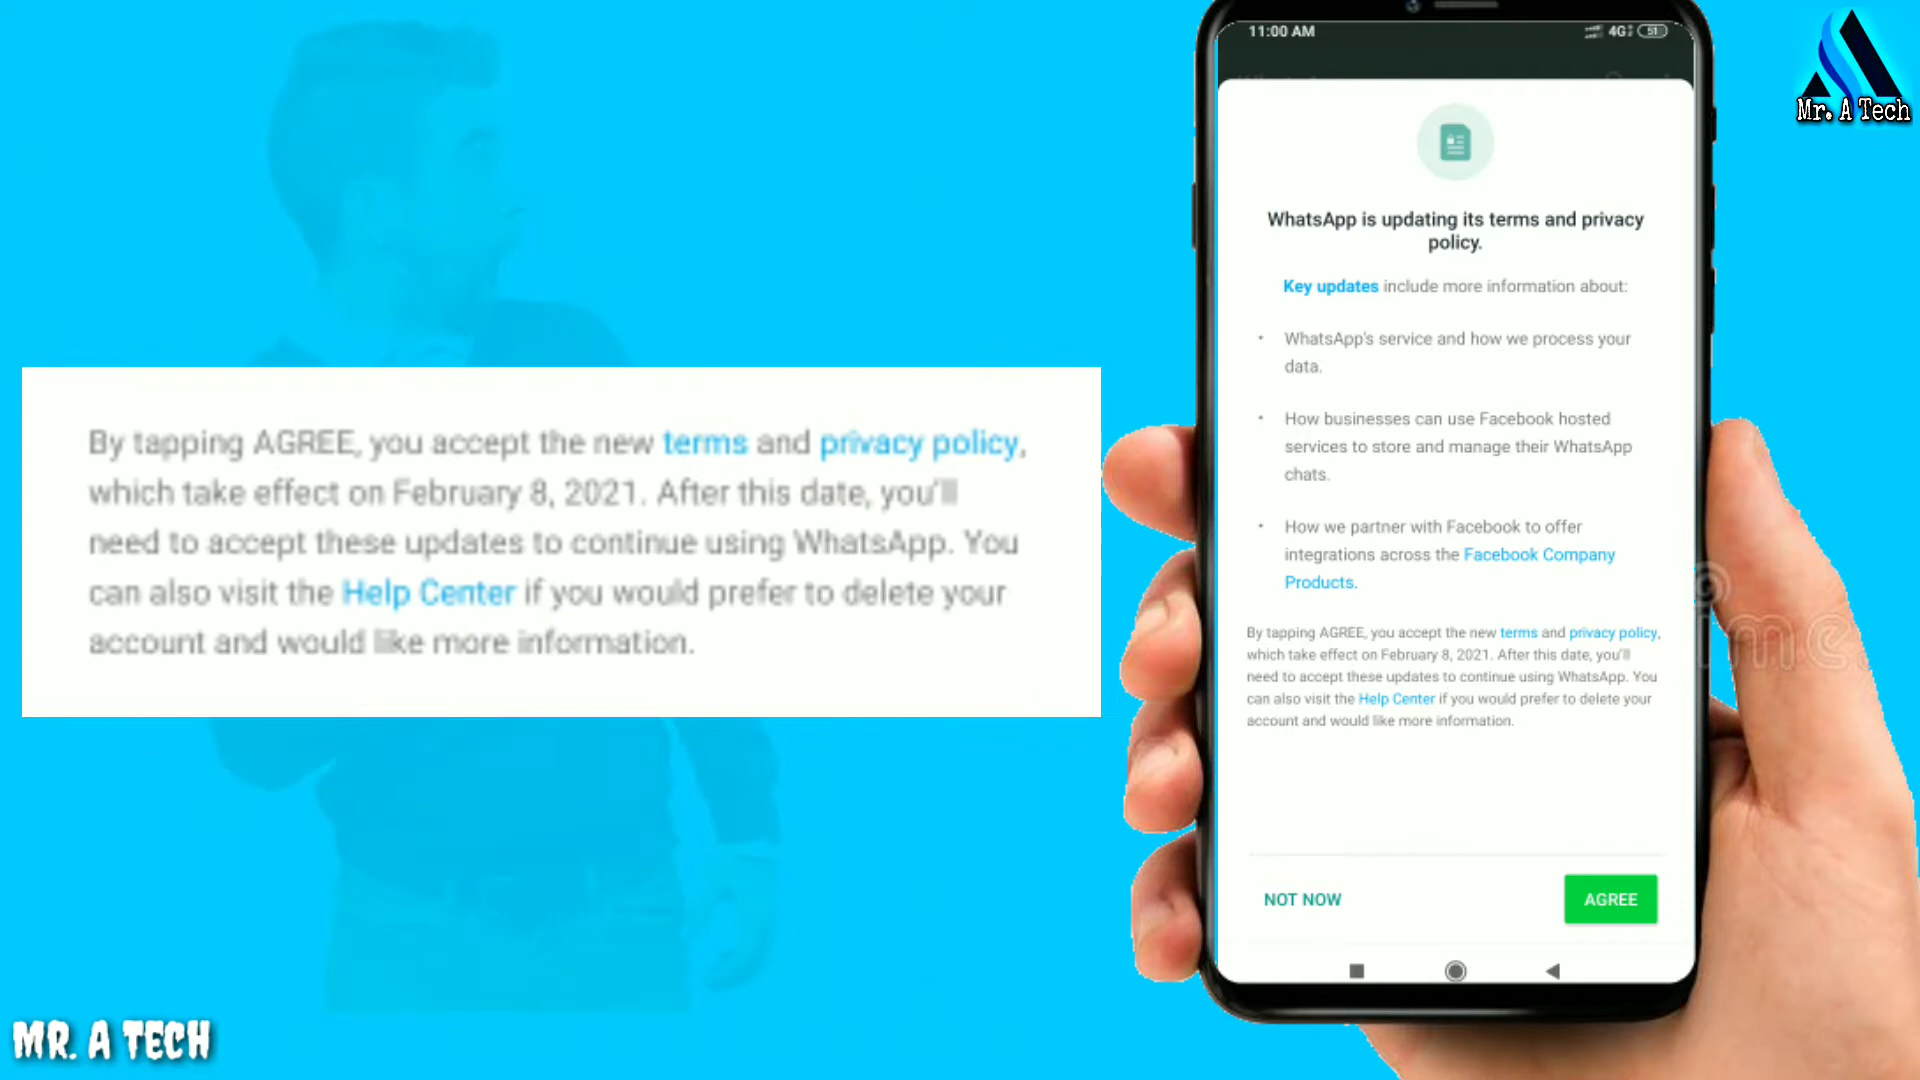 By tapping AGREE, you accept the new terms and privacy policy,
which take effect on February 8, 2021. After this date, you'll
need to accept these updates to continue using WhatsApp. You
can also visit the Help Center if you would prefer to delete your
account and would like more information.
MR. A TECH
11:00 AM
4G
51
WhatsApp is updating its terms and privacy
policy.
Key updates include more information about:
• WhatsApp's service and how we process your
data.
• How businesses can use Facebook hosted
services to store and manage their WhatsApp
chats.
• How we partner with Facebook to offer
integrations across the Facebook Company
Products.
By tapping AGREE, you accept the new terms and privacy policy,
which take effect on February 8, 2021. After this date, you'll
need to accept these updates to continue using WhatsApp. You
can also visit the Help Center if you would prefer to delete your
account and would like more information.
NOT NOW
AGREE
Mr. A Tech